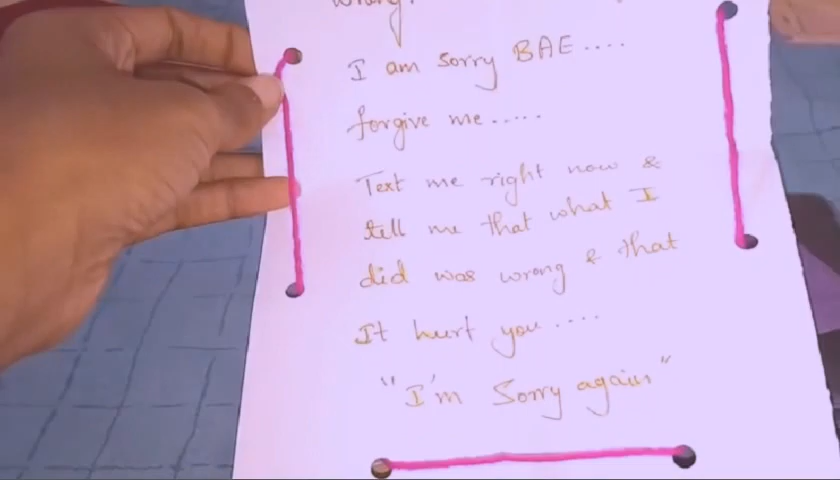 wrong.
I am sorry BAE....
forgive me.....
Text me right now &
tell me that what I
did was wrong & that
It hurt you....
"I'm Sorry again"